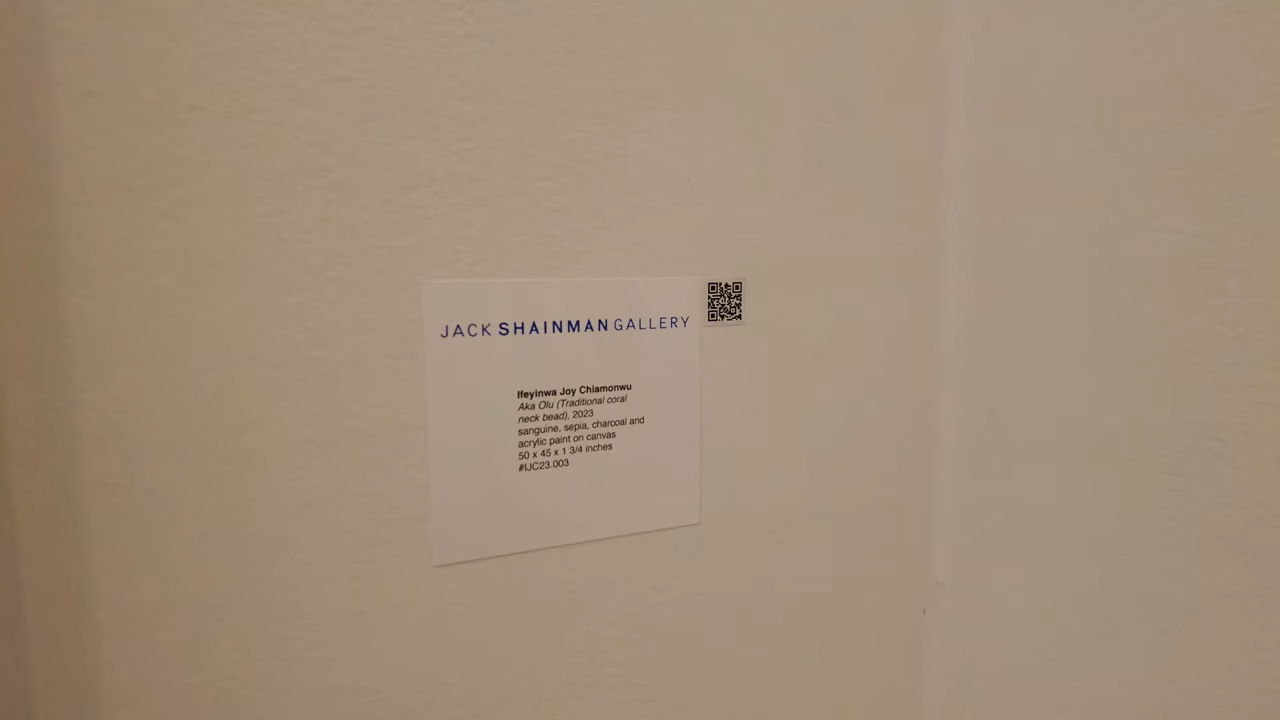 JACK SHAINMAN GALLERY
Ifeyinwa Joy Chiamonwu
Aka Olu (Traditional coral
neck bead), 2023
sanguine, sepia, charcoal and
acrylic paint on canvas
50 x 45 x 1 3/4 inches
#IJC23.003